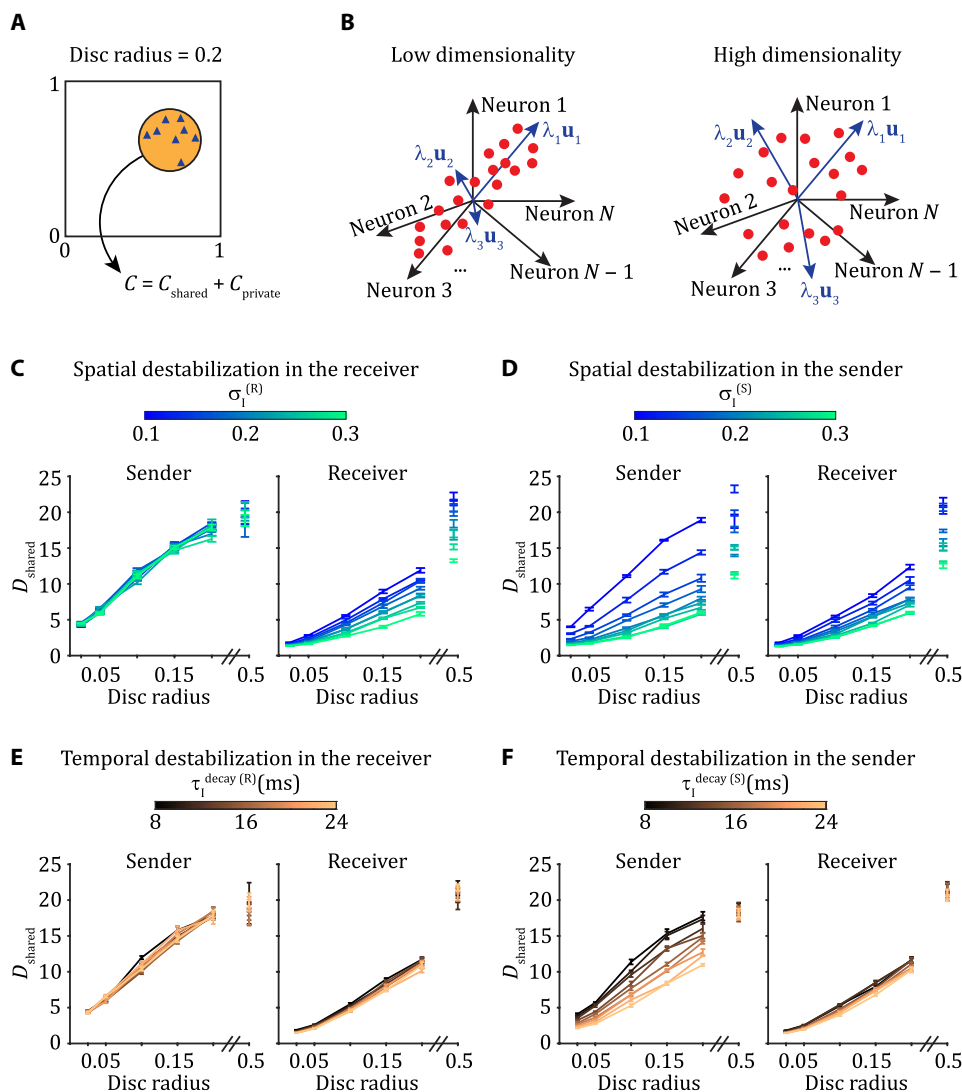 A
Disc radius = 0.2
1
0
1
C = C_shared + C_private
B
Low dimensionality
Neuron 1
λ₁u₁
λ₂u₂
Neuron 2
Neuron N
λ₃u₃
...
Neuron 3
Neuron N − 1
High dimensionality
Neuron 1
λ₂u₂
λ₁u₁
Neuron 2
Neuron N
...
Neuron 3
Neuron N − 1
λ₃u₃
C Spatial destabilization in the receiver
σ_I^(R)
0.1 0.2 0.3
Sender Receiver
D_shared
25
20
15
10
5
0
0.05 0.15 0.5 0.05 0.15 0.5
Disc radius Disc radius
D Spatial destabilization in the sender
σ_I^(S)
0.1 0.2 0.3
Sender Receiver
D_shared
25
20
15
10
5
0
0.05 0.15 0.5 0.05 0.15 0.5
Disc radius Disc radius
E Temporal destabilization in the receiver
τ_I^decay (R)(ms)
8 16 24
Sender Receiver
D_shared
25
20
15
10
5
0
0.05 0.15 0.5 0.05 0.15 0.5
Disc radius Disc radius
F Temporal destabilization in the sender
τ_I^decay (S)(ms)
8 16 24
Sender Receiver
D_shared
25
20
15
10
5
0
0.05 0.15 0.5 0.05 0.15 0.5
Disc radius Disc radius